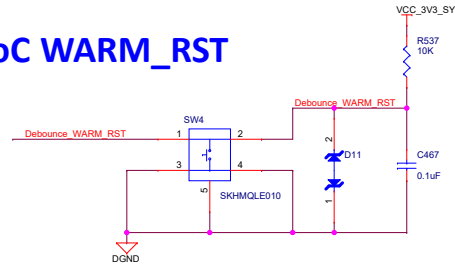 VCC_3V3_SY
oC WARM_RST
R537
10K
Debounce_WARM_RST
SW4
Debounce_WARM_RST
1
2
2
D11
C467
3
4
0.1uF
5
SKHMQLE010
1
DGND